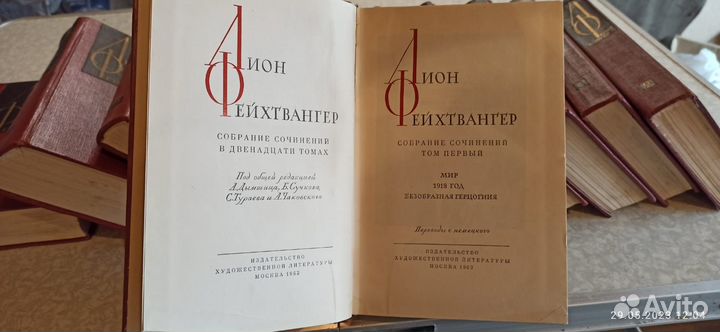 ЛИОН
ФЕЙХТВАНГЕР
СОБРАНИЕ СОЧИНЕНИЙ
В ДВЕНАДЦАТИ ТОМАХ
Под общей редакцией
А.Дымшица, Б.Сучкова,
С.Тураева и А.Чаковского
ИЗДАТЕЛЬСТВО
ХУДОЖЕСТВЕННОЙ ЛИТЕРАТУРЫ
МОСКВА 1963
ЛИОН
ФЕЙХТВАНГЕР
СОБРАНИЕ СОЧИНЕНИЙ
ТОМ ПЕРВЫЙ
МИР
1918 ГОД
БЕЗОБРАЗНАЯ ГЕРЦОГИНЯ
Переводы с немецкого
ИЗДАТЕЛЬСТВО
ХУДОЖЕСТВЕННОЙ ЛИТЕРАТУРЫ
МОСКВА 1963
Avito
29.05.2023 12:04